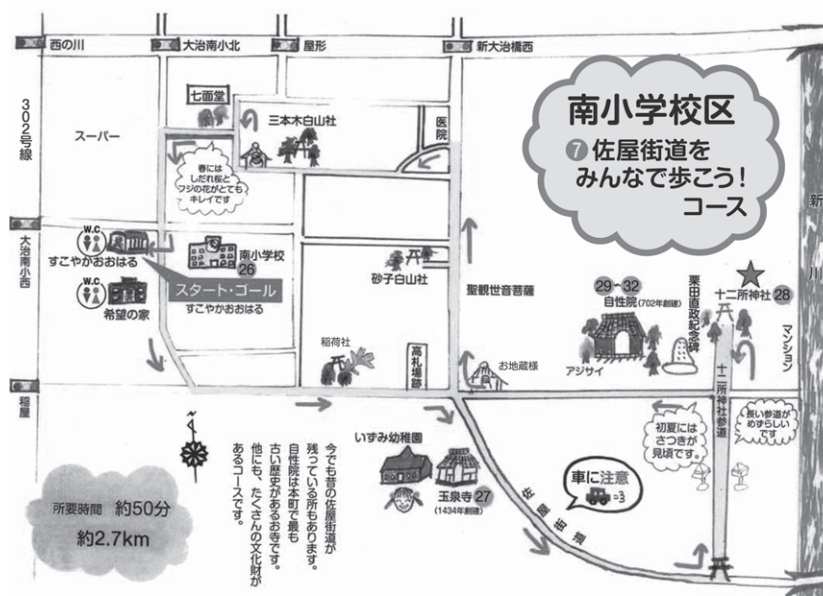 西の川
大治南小北
屋形
新大治橋西
302号線
スーパー
七面堂
三本木白山社
医院
春には
しだれ桜と
フジの花がとても
キレイです
南小学校区
7 佐屋街道を
みんなで歩こう!
コース
新
川
大治南小西
W.C
すこやかおおはる
W.C
希望の家
南小学校
26
スタート・ゴール
すこやかおおはる
砂子白山社
聖観世音菩薩
29~32
自性院(702年創建)
アジサイ
栗田直政紀念碑
十二所神社 28
マンション
稲荷社
高札場跡
お地蔵様
稲屋
十二所神社参道
初夏には
さつきが
見頃です。
長い参道が
めずらしい
です
いずみ幼稚園
玉泉寺 27
(1434年創建)
車に注意
佐屋街道
今でも昔の佐屋街道が
残っている所もあります。
自性院は本町で最も
古い歴史があるお寺です。
他にも、たくさんの文化財が
あるコースです。
所要時間 約50分
約2.7km